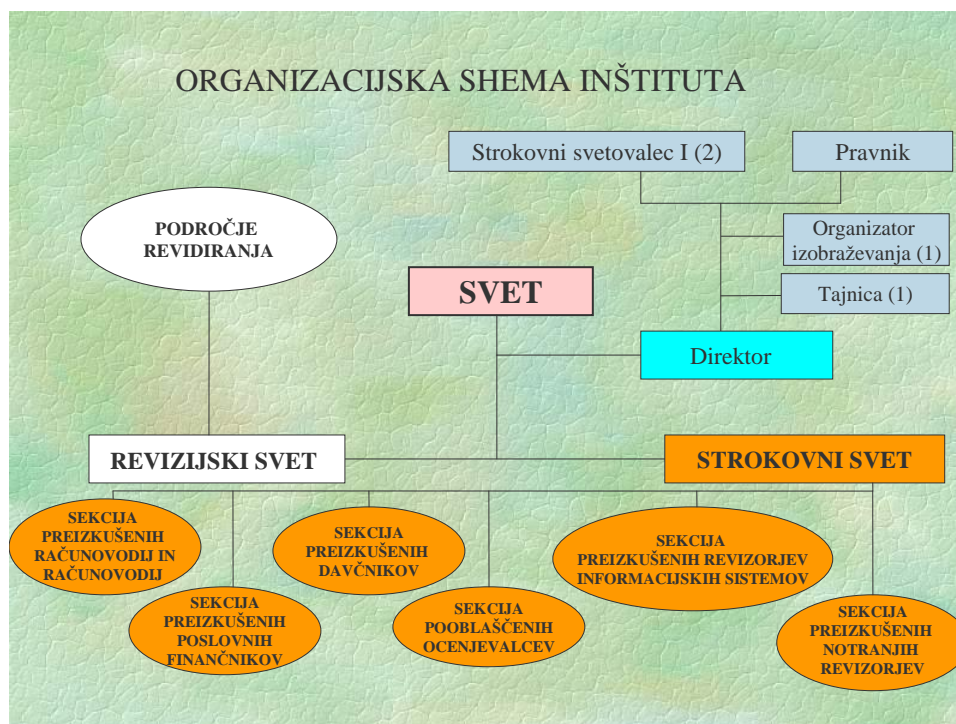 ORGANIZACIJSKA SHEMA INŠTITUTA
Strokovni svetovalec I (2)
Pravnik
PODROČJE
REVIDIRANJA
Organizator
izobraževanja (1)
SVET
Tajnica (1)
Direktor
REVIZIJSKI SVET
STROKOVNI SVET
SEKCIJA
PREIZKUŠENIH
RAČUNOVODIJ IN
RAČUNOVODIJ
SEKCIJA
PREIZKUŠENIH
POSLOVNIH
FINANČNIKOV
SEKCIJA
PREIZKUŠENIH
DAVČNIKOV
SEKCIJA
POOBLAŠČENIH
OCENJEVALCEV
SEKCIJA
PREIZKUŠENIH REVIZORJEV
INFORMACIJSKIH SISTEMOV
SEKCIJA
PREIZKUŠENIH
NOTRANJIH
REVIZORJEV